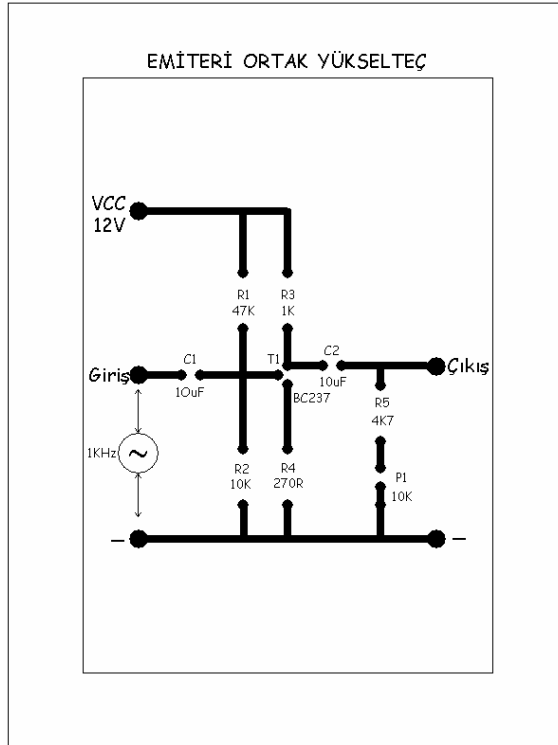 EMİTERİ ORTAK YÜKSELTEÇ
VCC
12V
R1
47K
R3
1K
C1
10uF
T1
BC237
C2
10uF
Giriş
Çıkış
R5
4K7
1KHz
~
R2
10K
R4
270R
P1
10K
–
–